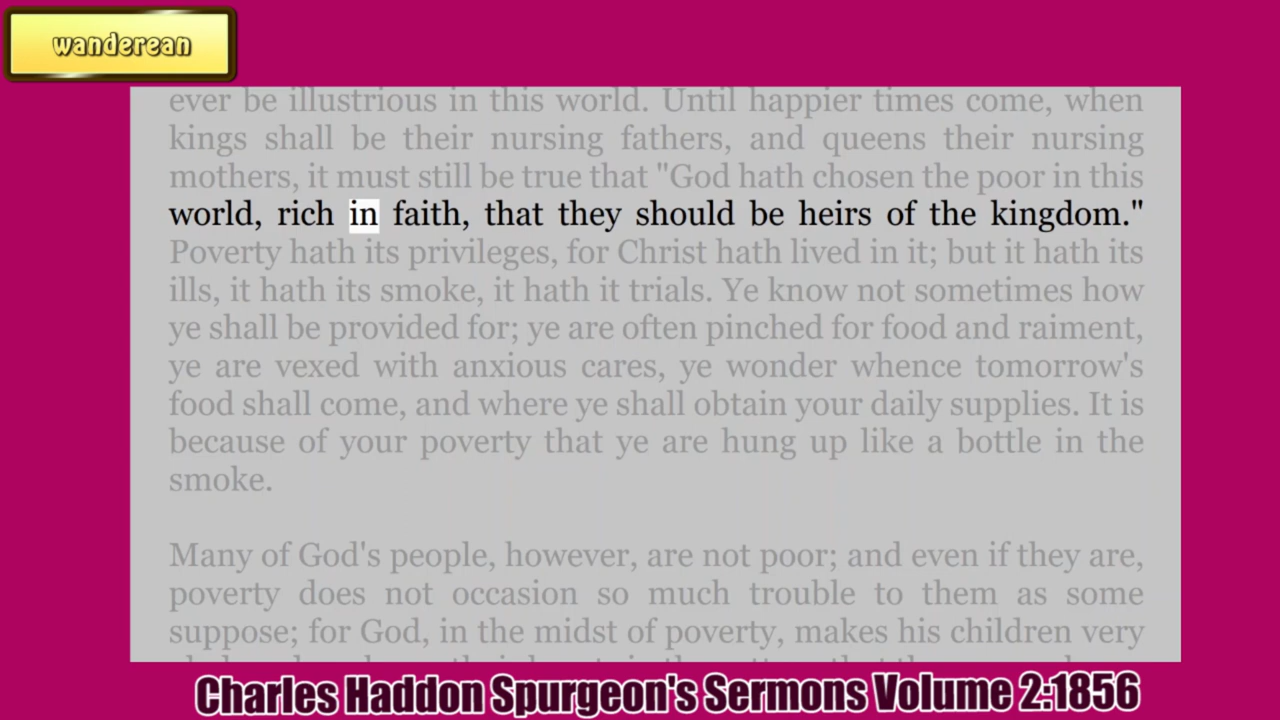 wanderean
ever be illustrious in this world. Until happier times come, when
kings shall be their nursing fathers, and queens their nursing
mothers, it must still be true that "God hath chosen the poor in this
world, rich in faith, that they should be heirs of the kingdom."
Poverty hath its privileges, for Christ hath lived in it; but it hath its
ills, it hath its smoke, it hath it trials. Ye know not sometimes how
ye shall be provided for; ye are often pinched for food and raiment,
ye are vexed with anxious cares, ye wonder whence tomorrow's
food shall come, and where ye shall obtain your daily supplies. It is
because of your poverty that ye are hung up like a bottle in the
smoke.
Many of God's people, however, are not poor; and even if they are,
poverty does not occasion so much trouble to them as some
suppose; for God, in the midst of poverty, makes his children very
Charles Haddon Spurgeon's Sermons Volume 2:1856